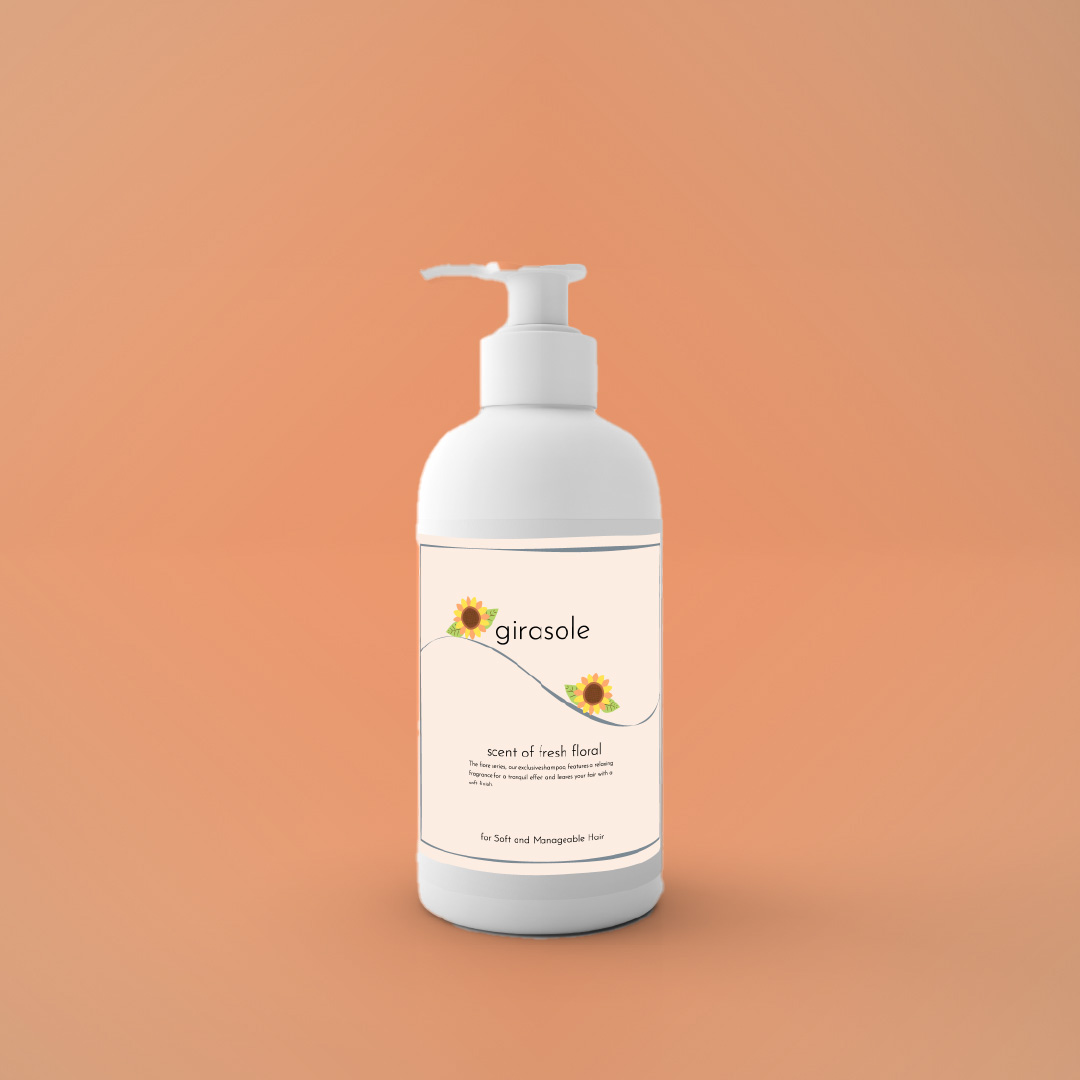 girasole
scent of fresh floral
The fiore series, our exclusiveshampoo features a relaxing
fragrance for a tranquil effer and leaves your fair with a
soft finish.
for Soft and Manageable Hair